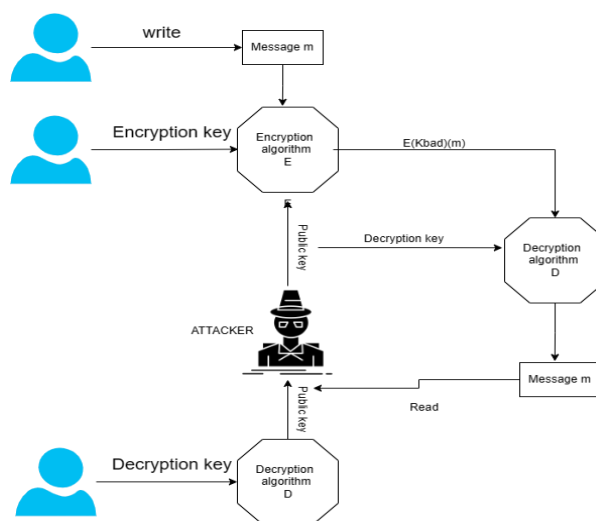 write
Message m
Encryption key
Encryption
algorithm
E
E(Kbad)(m)
Public key
Decryption key
Decryption
algorithm
D
ATTACKER
Message m
Read
Public key
Decryption key
Decryption
algorithm
D